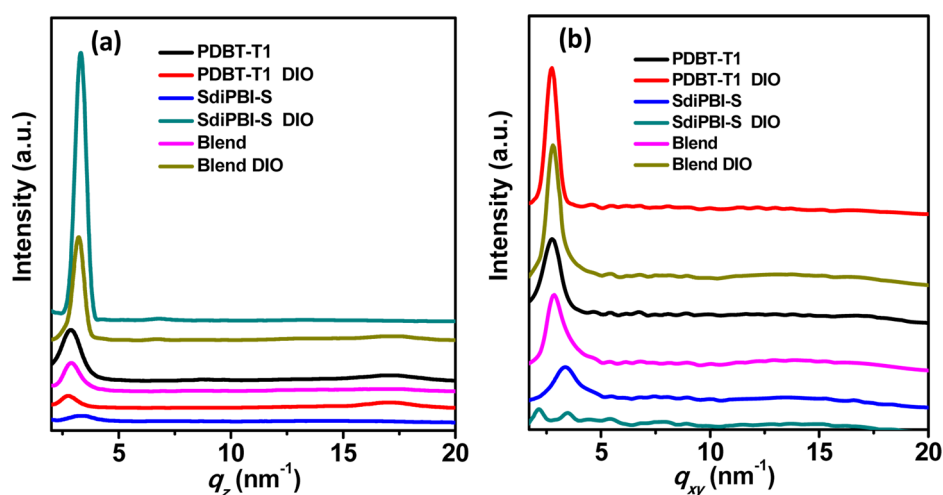 (a)
PDBT-T1
PDBT-T1 DIO
SdiPBI-S
SdiPBI-S DIO
Blend
Blend DIO
Intensity (a.u.)
5 10 15 20
qz (nm-1)
(b)
PDBT-T1
PDBT-T1 DIO
SdiPBI-S
SdiPBI-S DIO
Blend
Blend DIO
Intensity (a.u.)
5 10 15 20
qxy (nm-1)